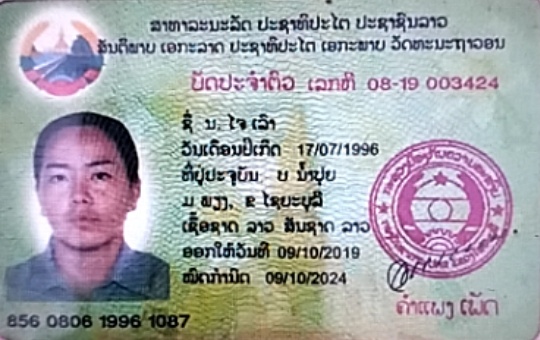 ສາທາລະນະລັດ ປະຊາທິປະໄຕ ປະຊາຊົນລາວ
ສັນຕິພາບ ເອກະລາດ ປະຊາທິປະໄຕ ເອກະພາບ ວັດທະນະຖາວອນ
ບັດປະຈຳຕົວ ເລກທີ 08-19 003424
ຊື່ ນ. ໄຈ ເລົາ
ວັນເດືອນປີເກີດ 17/07/1996
ທີ່ຢູ່ປະຈຸບັນ ບ ນ້ຳປຸຍ
ມ ພຽງ, ຂ ໄຊຍະບູລີ
ເຊື້ອຊາດ ລາວ ສັນຊາດ ລາວ
ອອກໃຫ້ວັນທີ 09/10/2019
ໝົດກຳນົດ 09/10/2024
ຄຳແພງ ເພັດ
856 0806 1996 1087